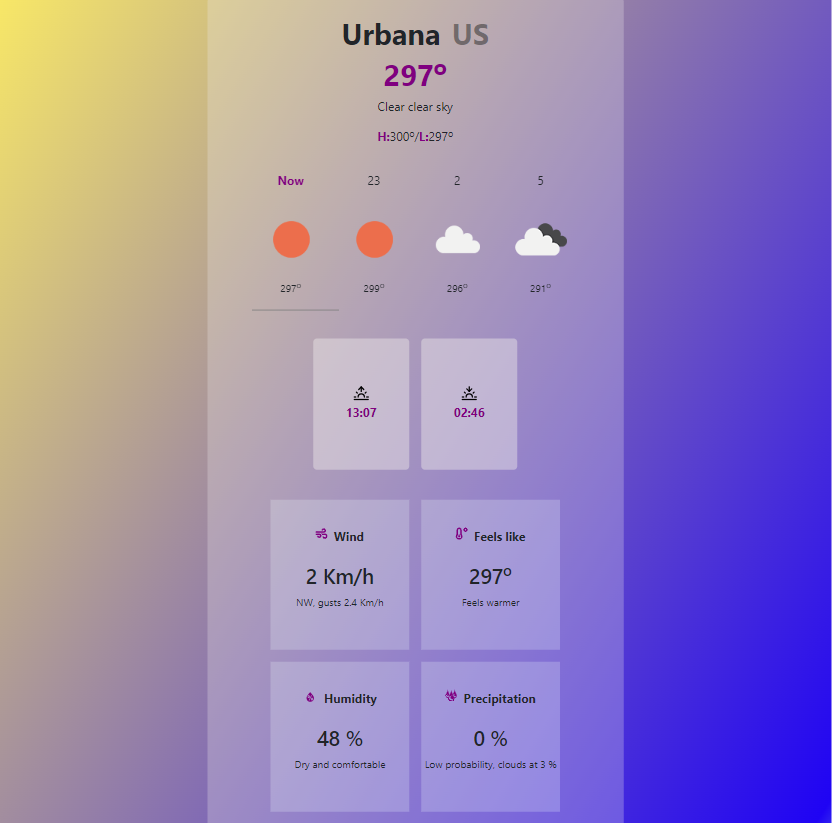 Urbana US
297°
Clear clear sky
H:300°/L:297°
Now 23 2 5
297° 299° 296° 291°
13:07 02:46
Wind
2 Km/h
NW, gusts 2.4 Km/h
Feels like
297°
Feels warmer
Humidity
48 %
Dry and comfortable
Precipitation
0 %
Low probability, clouds at 3 %